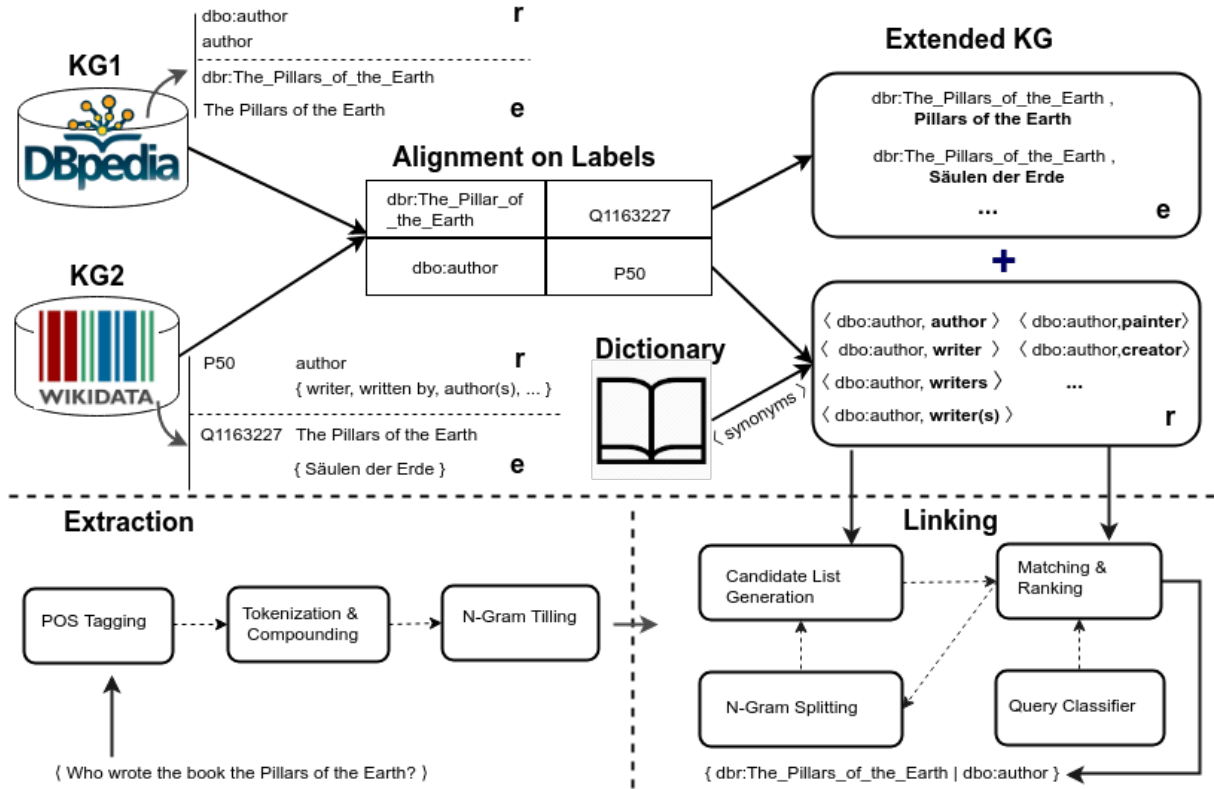 dbo:author
r
author
dbr:The_Pillars_of_the_Earth
The Pillars of the Earth
e
KG1
DBpedia
Extended KG
dbr:The_Pillars_of_the_Earth ,
Pillars of the Earth
dbr:The_Pillars_of_the_Earth ,
Säulen der Erde
...
e
+
Alignment on Labels
dbr:The_Pillar_of
_the_Earth
Q1163227
dbo:author
P50
KG2
WIKIDATA
P50
author
r
{ writer, written by, author(s), ... }
Q1163227
The Pillars of the Earth
{ Säulen der Erde }
e
Dictionary
⟨ synonyms ⟩
⟨ dbo:author, author ⟩ ⟨ dbo:author,painter⟩
⟨ dbo:author, writer ⟩ ⟨ dbo:author,creator⟩
⟨ dbo:author, writers ⟩ ...
⟨ dbo:author, writer(s) ⟩
r
Extraction
POS Tagging
Tokenization &
Compounding
N-Gram Tilling
⟨ Who wrote the book the Pillars of the Earth? ⟩
Linking
Candidate List
Generation
Matching &
Ranking
N-Gram Splitting
Query Classifier
{ dbr:The_Pillars_of_the_Earth | dbo:author }